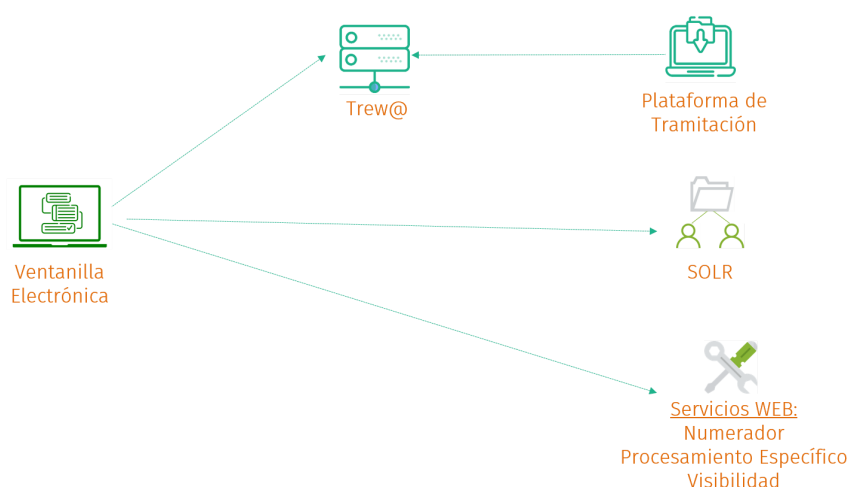 Trew@
Plataforma de
Tramitación
Ventanilla
Electrónica
SOLR
Servicios WEB:
Numerador
Procesamiento Específico
Visibilidad